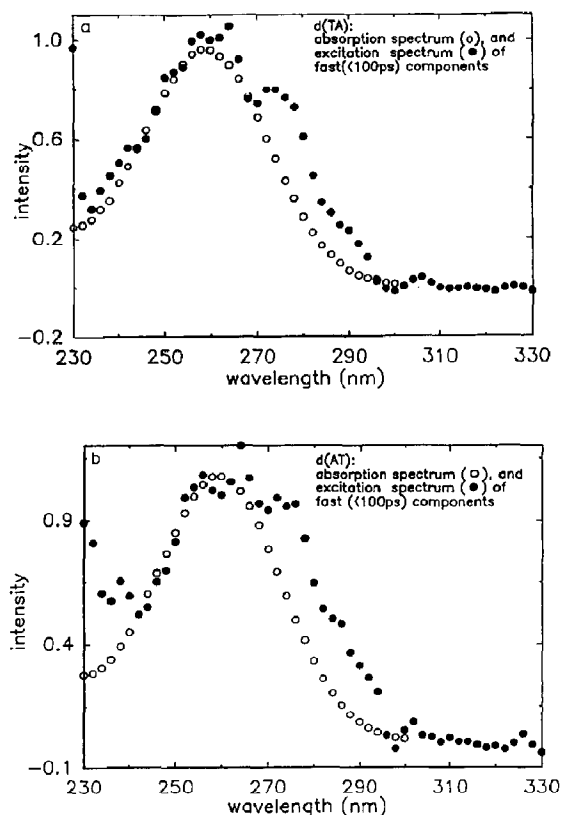 a
d(TA):
absorption spectrum (o), and
excitation spectrum (●) of
fast(<100ps) components
1.0
0.6
0.2
−0.2
intensity
230 250 270 290 310 330
wavelength (nm)
b
d(AT):
absorption spectrum (o), and
excitation spectrum (●) of
fast (<100ps) components
0.9
0.4
−0.1
intensity
230 250 270 290 310 330
wavelength (nm)